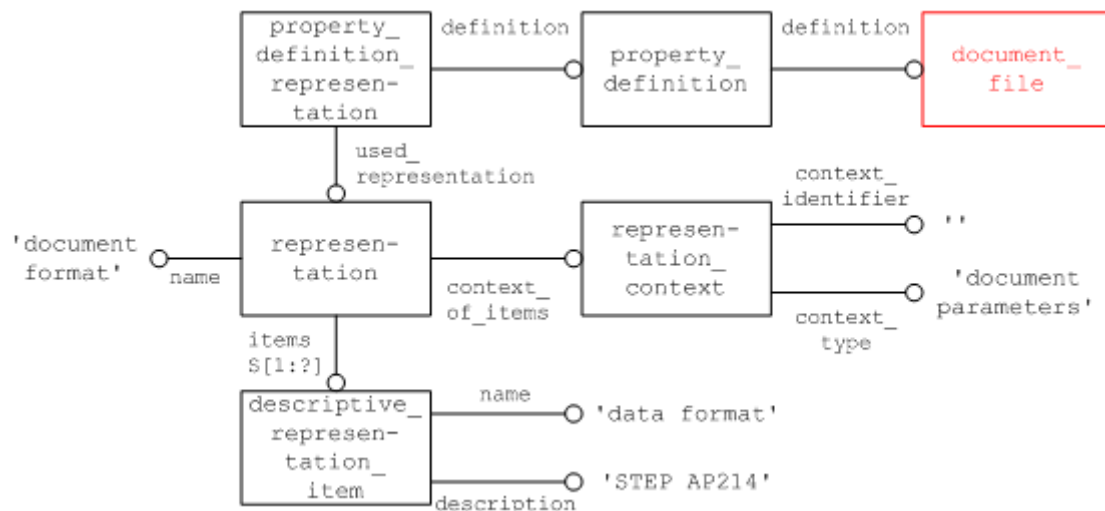 property_
definition_
represen-
tation
definition
property_
definition
definition
document_
file
used_
representation
'document
format'
name
represen-
tation
context_
of_items
represen-
tation_
context
context_
identifier
''
'document
parameters'
context_
type
items
S[1:?]
descriptive_
represen-
tation_
item
name
'data format'
description
'STEP AP214'